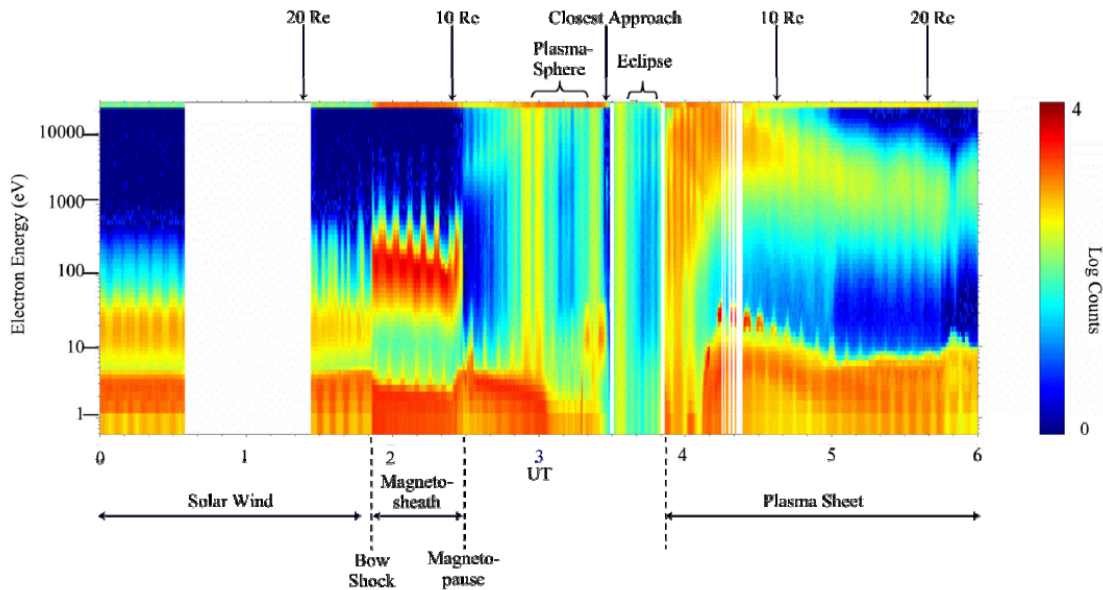 20 Re
10 Re
Closest Approach
10 Re
20 Re
Plasma-
Sphere
Eclipse
Electron Energy (eV)
10000
1000
100
10
1
4
0
Log Counts
0
1
2
3
4
5
6
UT
Solar Wind
Magneto-
sheath
Plasma Sheet
Bow
Shock
Magneto-
pause